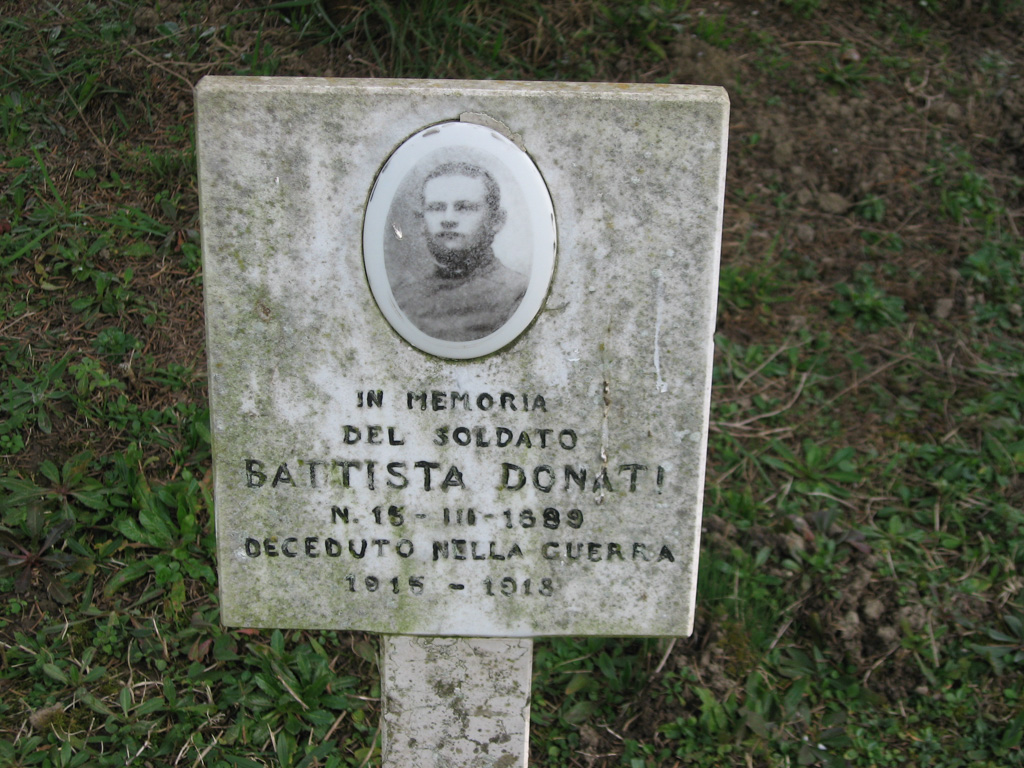 IN MEMORIA
DEL SOLDATO
BATTISTA DONATI
N. 15-III-1889
DECEDUTO NELLA GUERRA
1915 - 1918